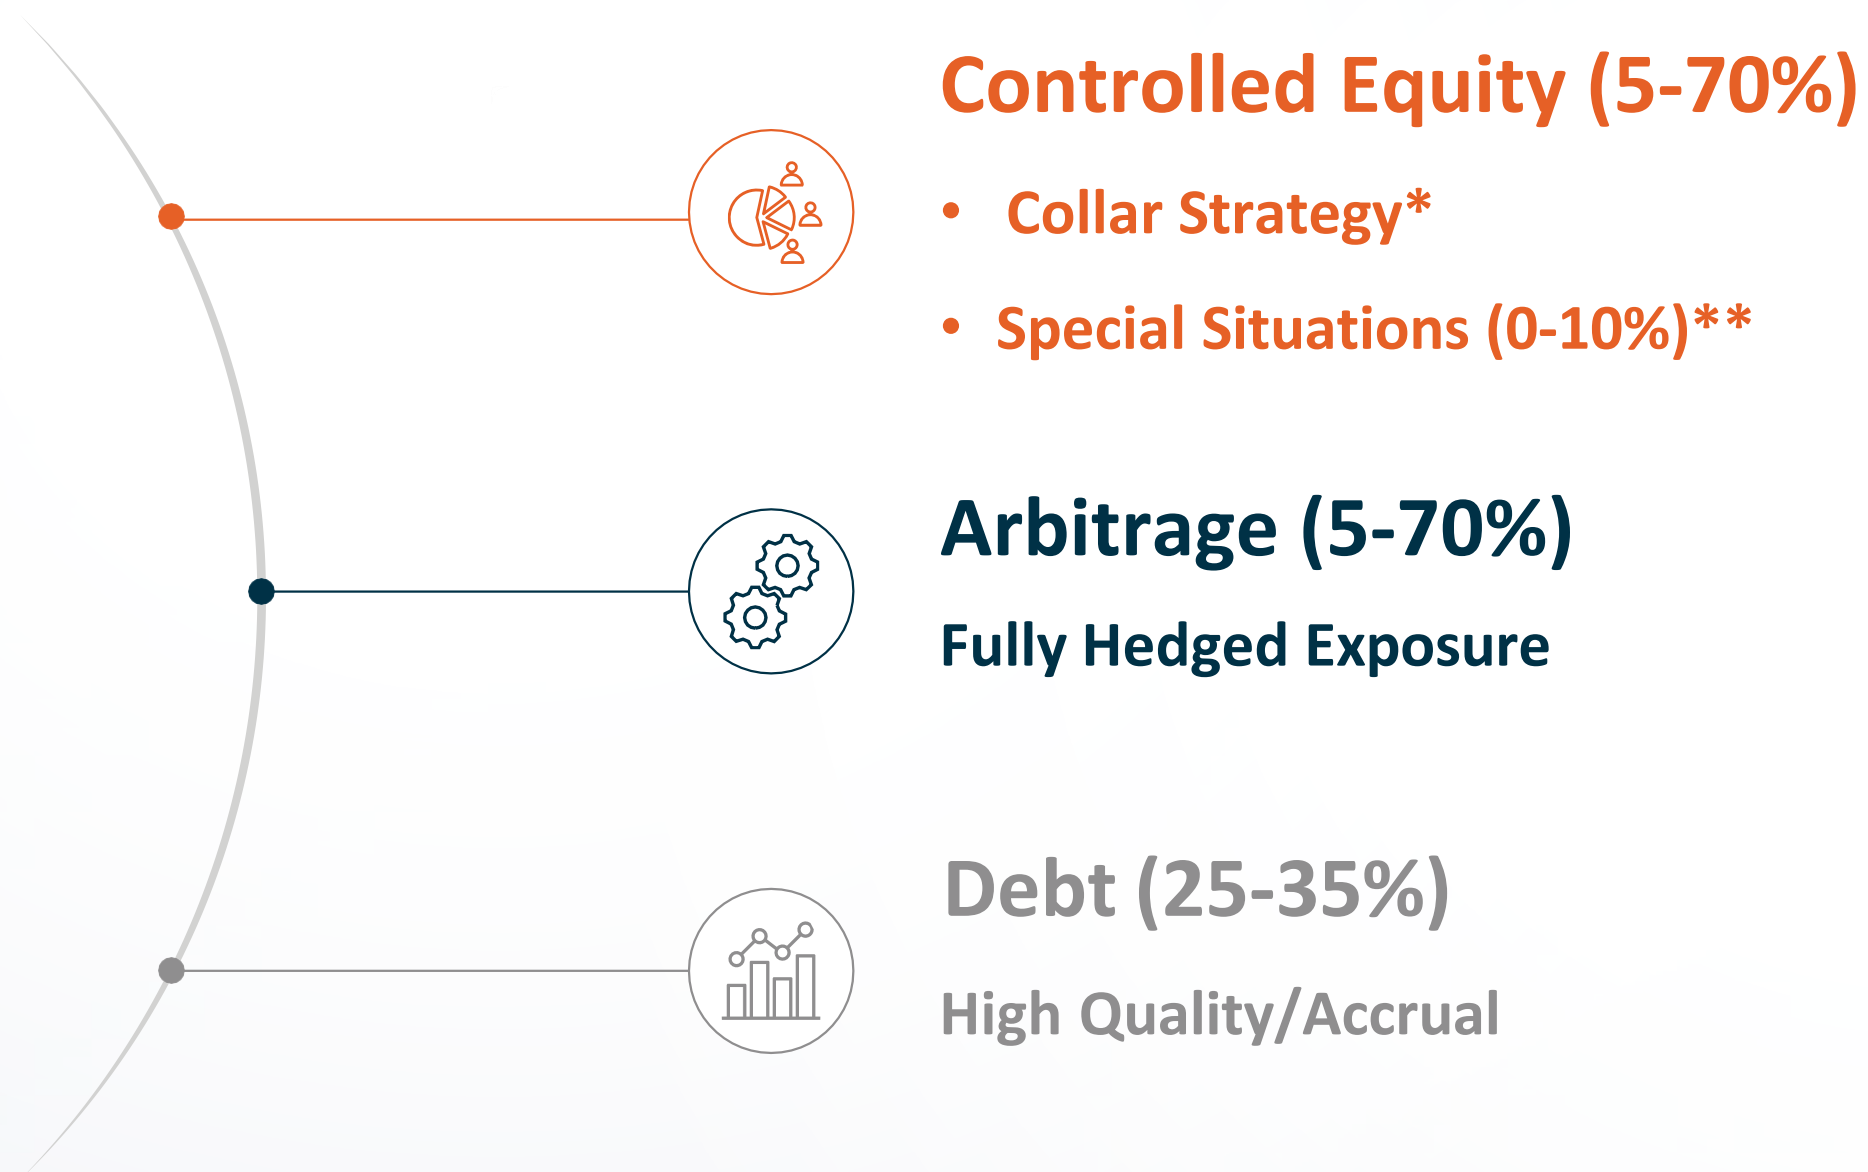 Controlled Equity (5-70%)
• Collar Strategy*
• Special Situations (0-10%)**
Arbitrage (5-70%)
Fully Hedged Exposure
Debt (25-35%)
High Quality/Accrual